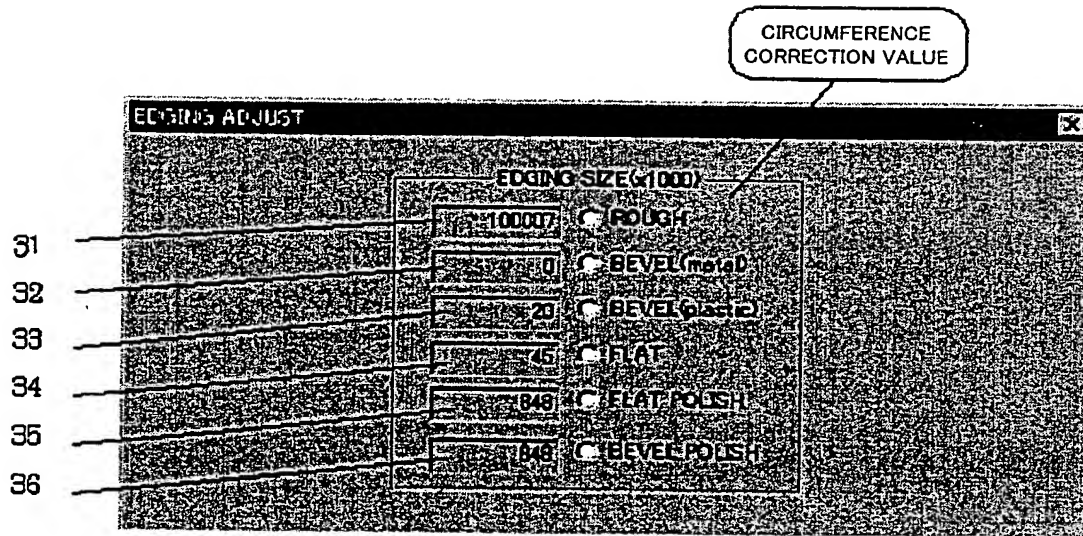 CIRCUMFERENCE
CORRECTION VALUE
EDGING ADJUST
EDGING SIZE(x1000)
31 100007 ROUGH
32 0 BEVEL(metal)
33 20 BEVEL(plastic)
34 45 FLAT
35 848 FLAT POLISH
36 848 BEVEL POLISH